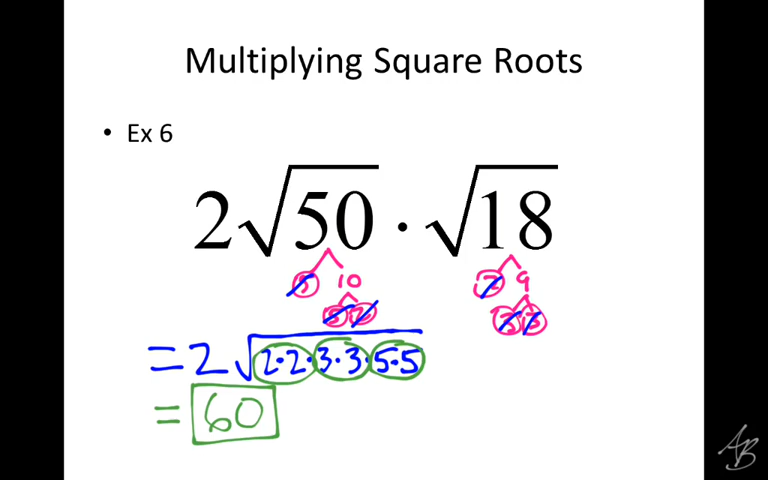 Multiplying Square Roots
• Ex 6
2√50 · √18
5 10 2 9
5 2 3 3
= 2√2·2·3·3·5·5
= 60
AB